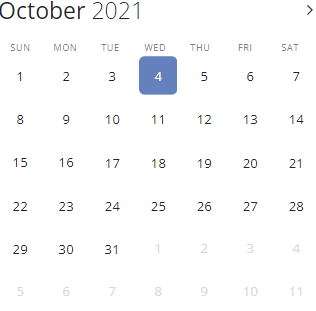 October 2021
SUN MON TUE WED THU FRI SAT
1 2 3 4 5 6 7
8 9 10 11 12 13 14
15 16 17 18 19 20 21
22 23 24 25 26 27 28
29 30 31 1 2 3 4
5 6 7 8 9 10 11